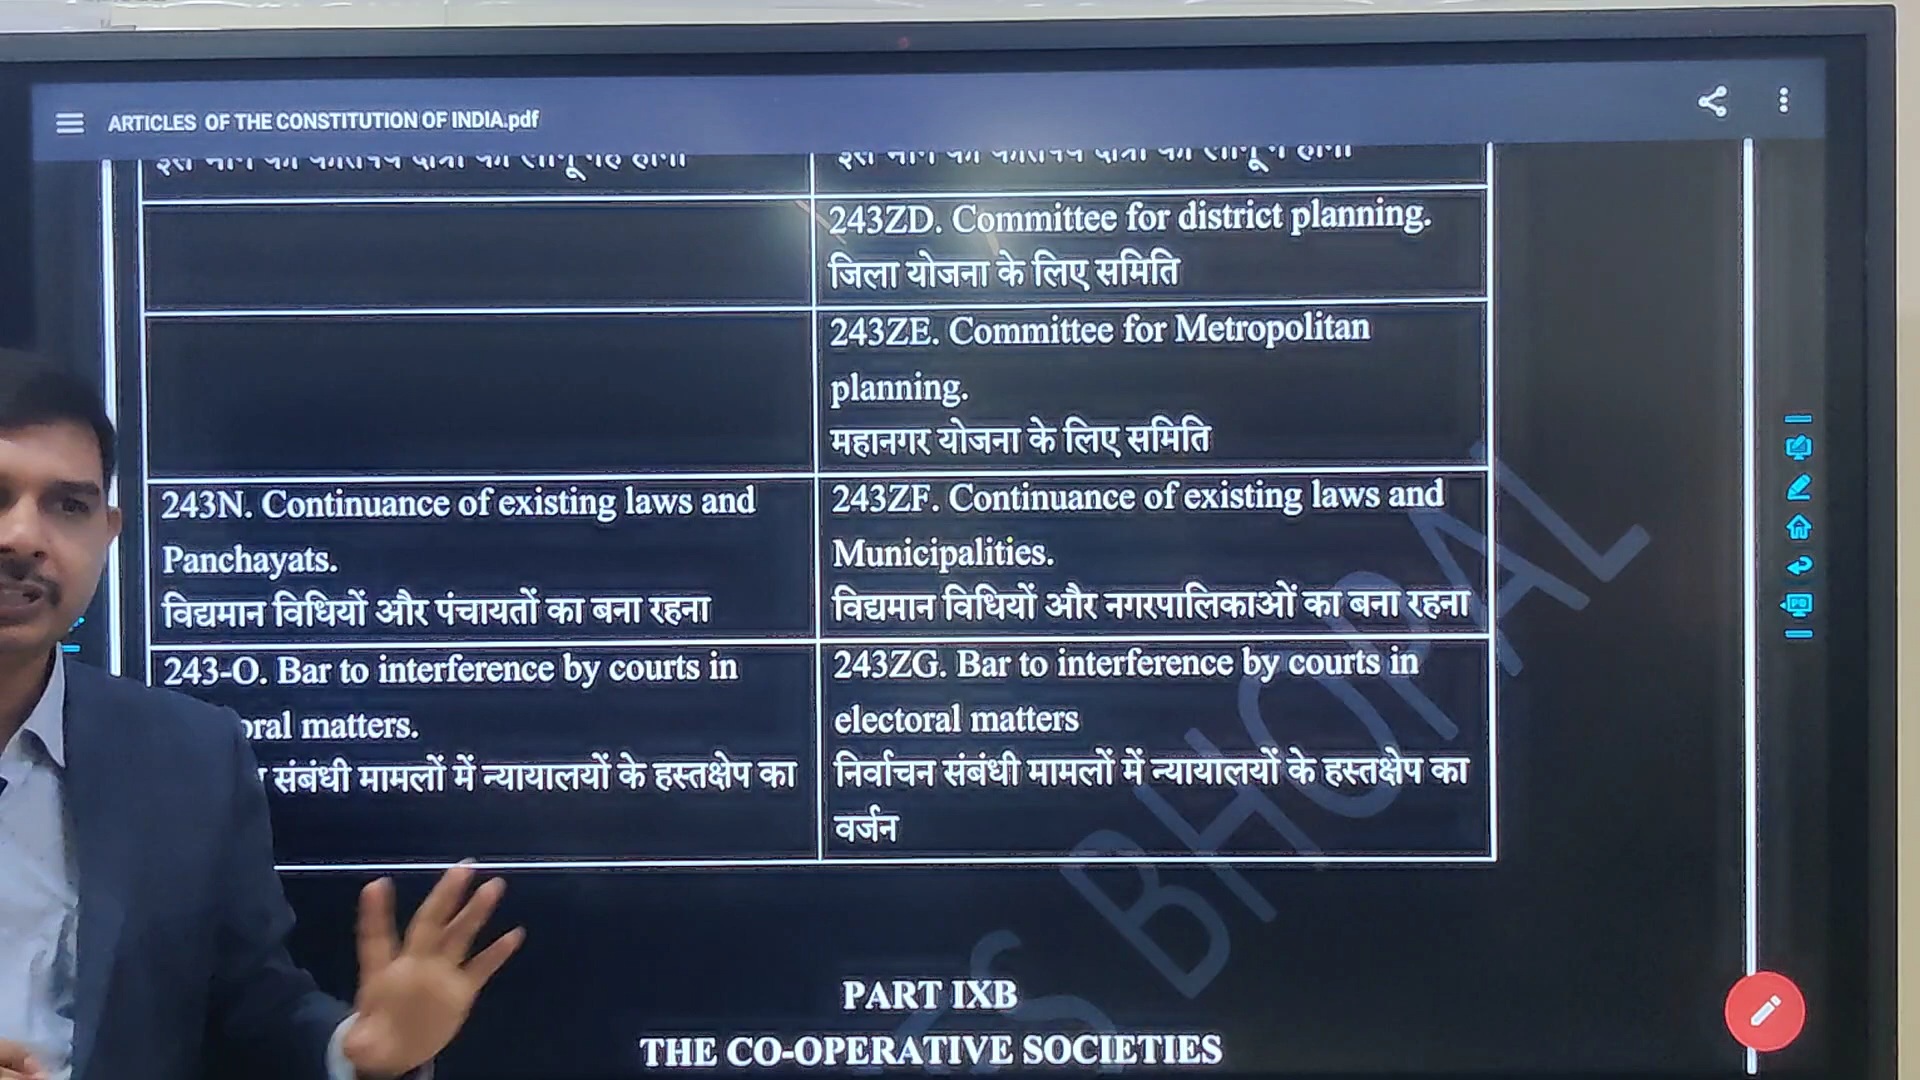 ARTICLES OF THE CONSTITUTION OF INDIA.pdf
243ZD. Committee for district planning.
जिला योजना के लिए समिति
243ZE. Committee for Metropolitan
planning.
महानगर योजना के लिए समिति
243N. Continuance of existing laws and
Panchayats.
विद्यमान विधियों और पंचायतों का बना रहना
243ZF. Continuance of existing laws and
Municipalities.
विद्यमान विधियों और नगरपालिकाओं का बना रहना
243-O. Bar to interference by courts in
oral matters.
संबंधी मामलों में न्यायालयों के हस्तक्षेप का
243ZG. Bar to interference by courts in
electoral matters
निर्वाचन संबंधी मामलों में न्यायालयों के हस्तक्षेप का
वर्जन
BHOPAL
PART IXB
THE CO-OPERATIVE SOCIETIES